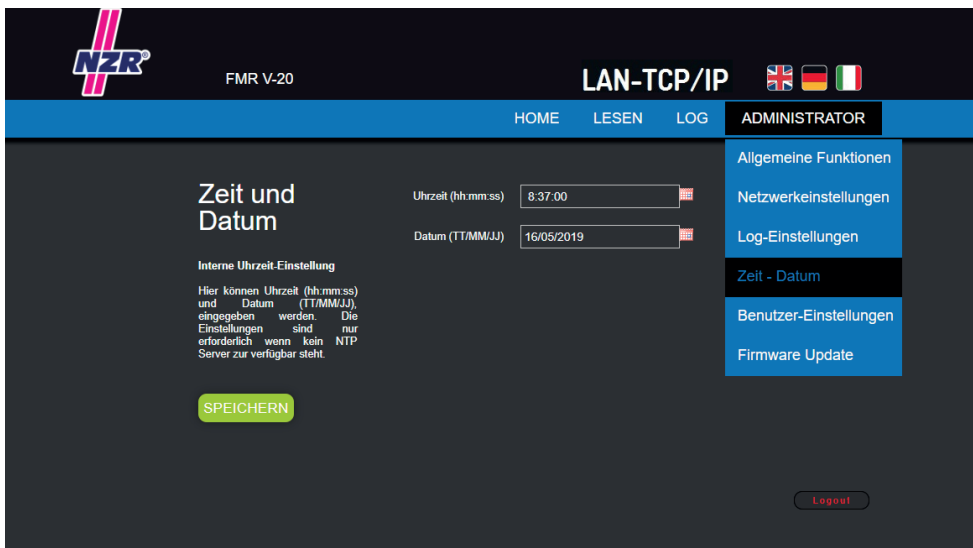 NZR®
FMR V-20
LAN-TCP/IP
HOME LESEN LOG ADMINISTRATOR
Allgemeine Funktionen
Netzwerkeinstellungen
Log-Einstellungen
Zeit - Datum
Benutzer-Einstellungen
Firmware Update
Zeit und
Datum
Uhrzeit (hh:mm:ss) 8:37:00
Datum (TT/MM/JJ) 16/05/2019
Interne Uhrzeit-Einstellung
Hier können Uhrzeit (hh:mm:ss)
und Datum (TT/MM/JJ),
eingegeben werden. Die
Einstellungen sind nur
erforderlich wenn kein NTP
Server zur verfügbar steht.
SPEICHERN
Logout